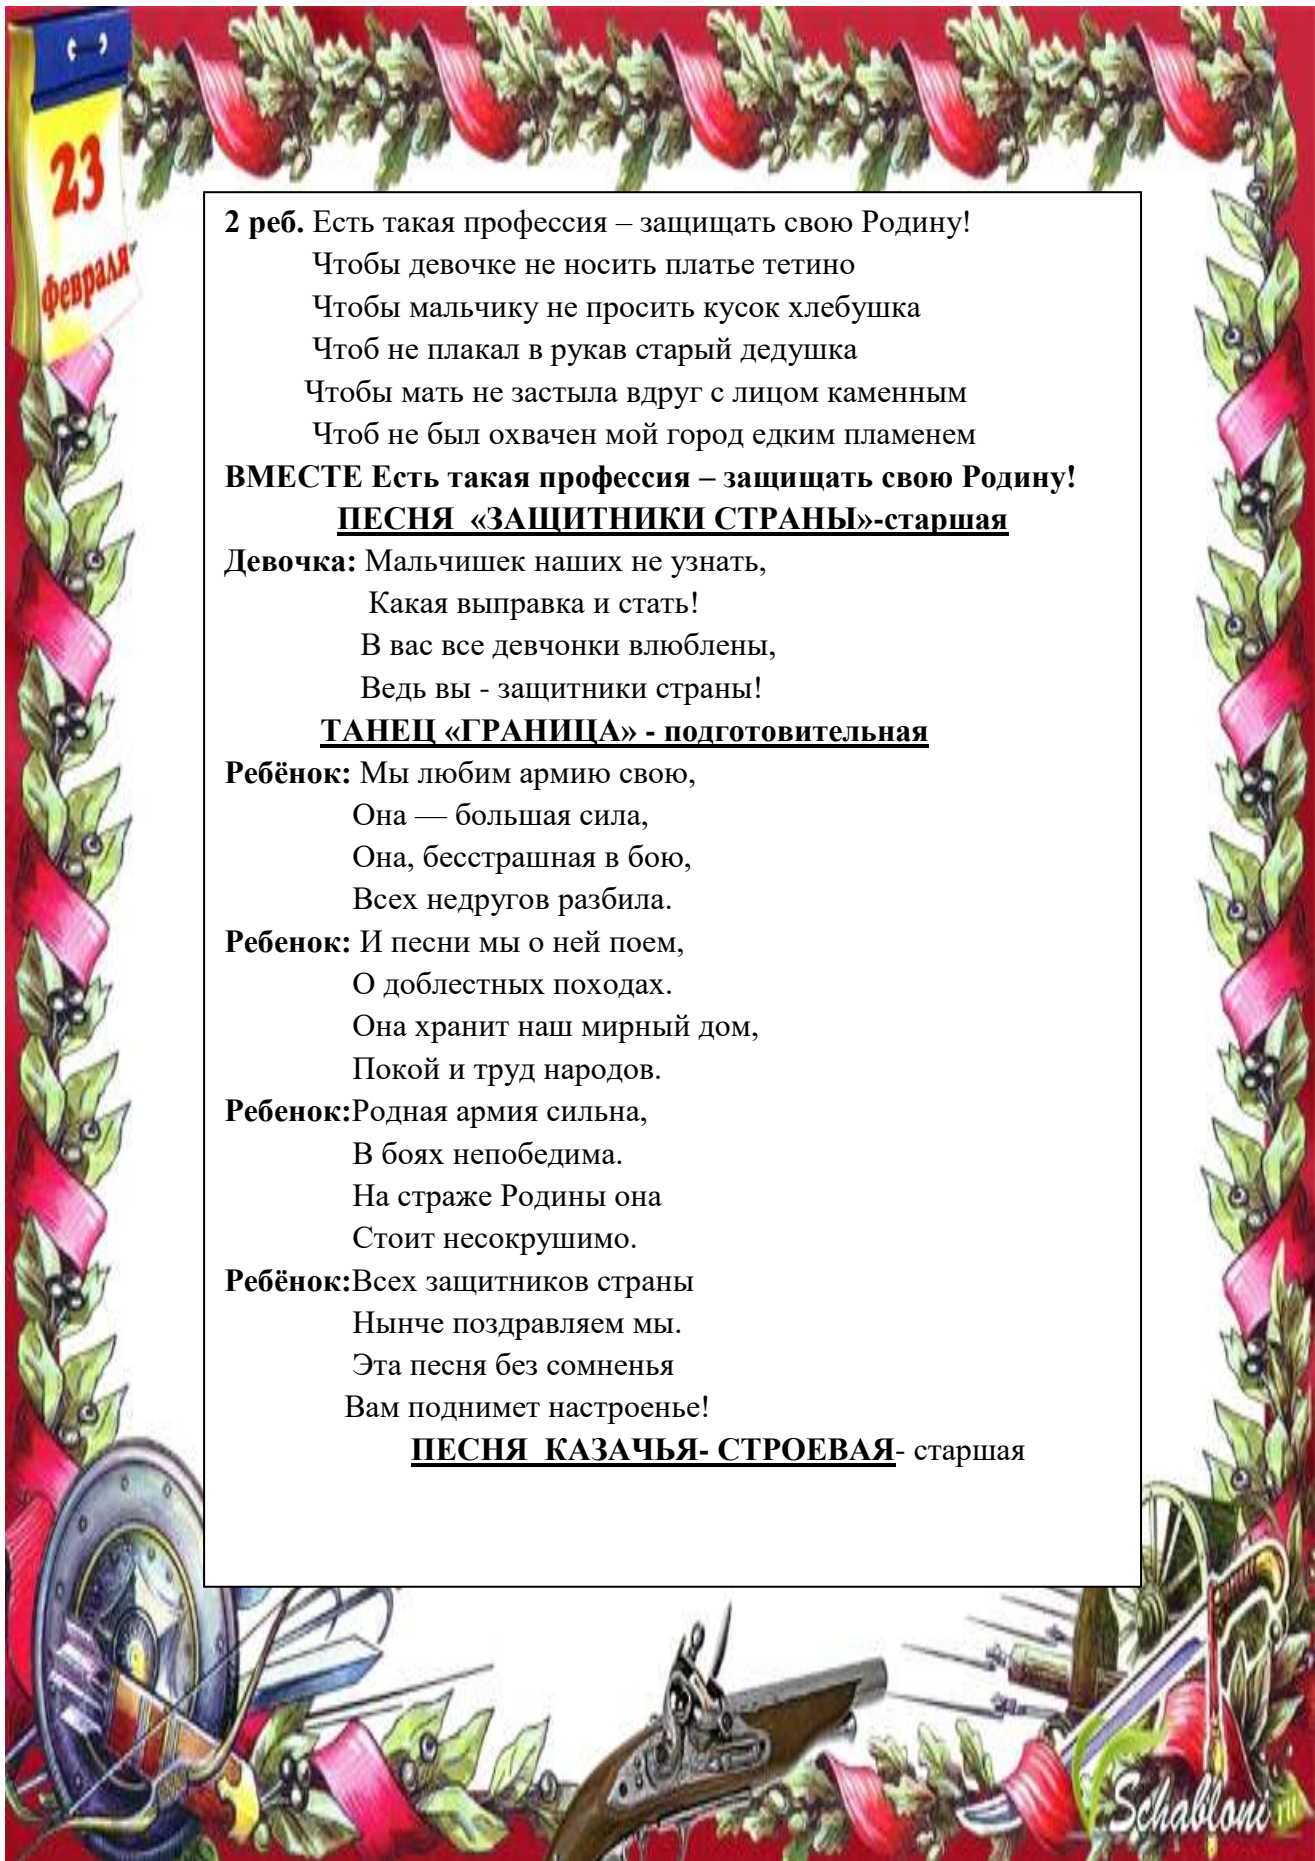 23
февраля
2 реб. Есть такая профессия – защищать свою Родину!
Чтобы девочке не носить платье тетино
Чтобы мальчику не просить кусок хлебушка
Чтоб не плакал в рукав старый дедушка
Чтобы мать не застыла вдруг с лицом каменным
Чтоб не был охвачен мой город едким пламенем
ВМЕСТЕ Есть такая профессия – защищать свою Родину!
ПЕСНЯ «ЗАЩИТНИКИ СТРАНЫ»-старшая
Девочка: Мальчишек наших не узнать,
Какая выправка и стать!
В вас все девчонки влюблены,
Ведь вы - защитники страны!
ТАНЕЦ «ГРАНИЦА» - подготовительная
Ребёнок: Мы любим армию свою,
Она — большая сила,
Она, бесстрашная в бою,
Всех недругов разбила.
Ребенок: И песни мы о ней поем,
О доблестных походах.
Она хранит наш мирный дом,
Покой и труд народов.
Ребенок:Родная армия сильна,
В боях непобедима.
На страже Родины она
Стоит несокрушимо.
Ребёнок:Всех защитников страны
Нынче поздравляем мы.
Эта песня без сомненья
Вам поднимет настроенье!
ПЕСНЯ КАЗАЧЬЯ- СТРОЕВАЯ- старшая
Schabloni.ru